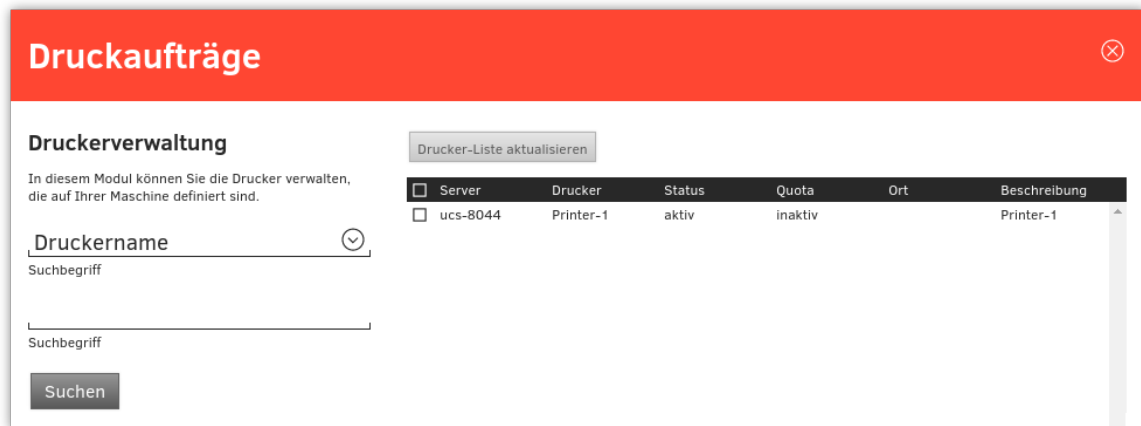 Druckaufträge
Druckerverwaltung
In diesem Modul können Sie die Drucker verwalten,
die auf Ihrer Maschine definiert sind.
Druckername
Suchbegriff
Suchbegriff
Suchen
Drucker-Liste aktualisieren
Server Drucker Status Quota Ort Beschreibung
ucs-8044 Printer-1 aktiv inaktiv Printer-1